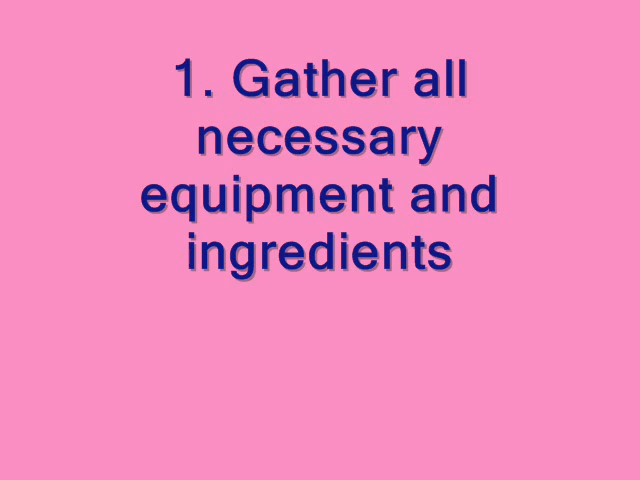 1. Gather all
necessary
equipment and
ingredients